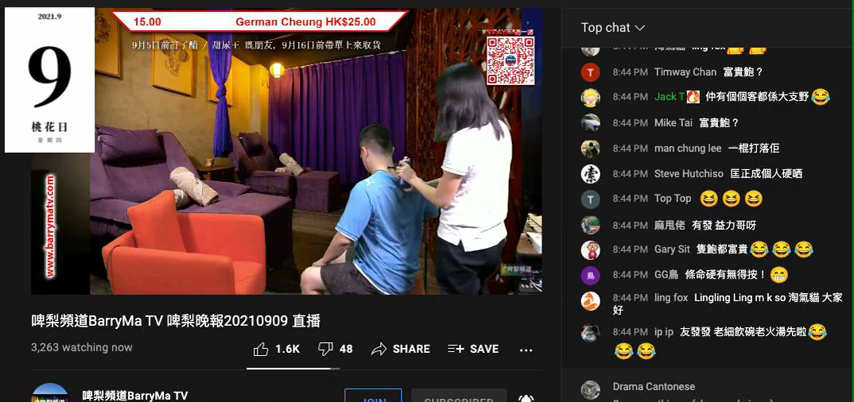 2021.9
9
桃花日
星期四
15.00 German Cheung HK$25.00
9月5日前訂了醋 / 甜尿王 嘅朋友，9月16日前帶單上來取貨
www.barrymatv.com
啤梨頻道BarryMa TV 啤梨晚報20210909 直播
3,263 watching now
1.6K
48
SHARE
SAVE
啤梨頻道BarryMa TV
JOIN
SUBSCRIBED
Top chat
8:44 PM Timway Chan 富貴鮑？
8:44 PM Jack T 仲有個個客都係大支野
8:44 PM Mike Tai 富貴鮑？
8:44 PM man chung lee 一棍打落佢
8:44 PM Steve Hutchiso 匡正成個人硬哂
8:44 PM Top Top
8:44 PM 麻甩佬 有發 益力哥呀
8:44 PM Gary Sit 隻鮑都富貴
8:44 PM GG鳥 條命硬有無得按！
8:44 PM ling fox Lingling Ling m k so 淘氣貓 大家
好
8:44 PM ip ip 友發發 老細飲碗老火湯先啦
Drama Cantonese